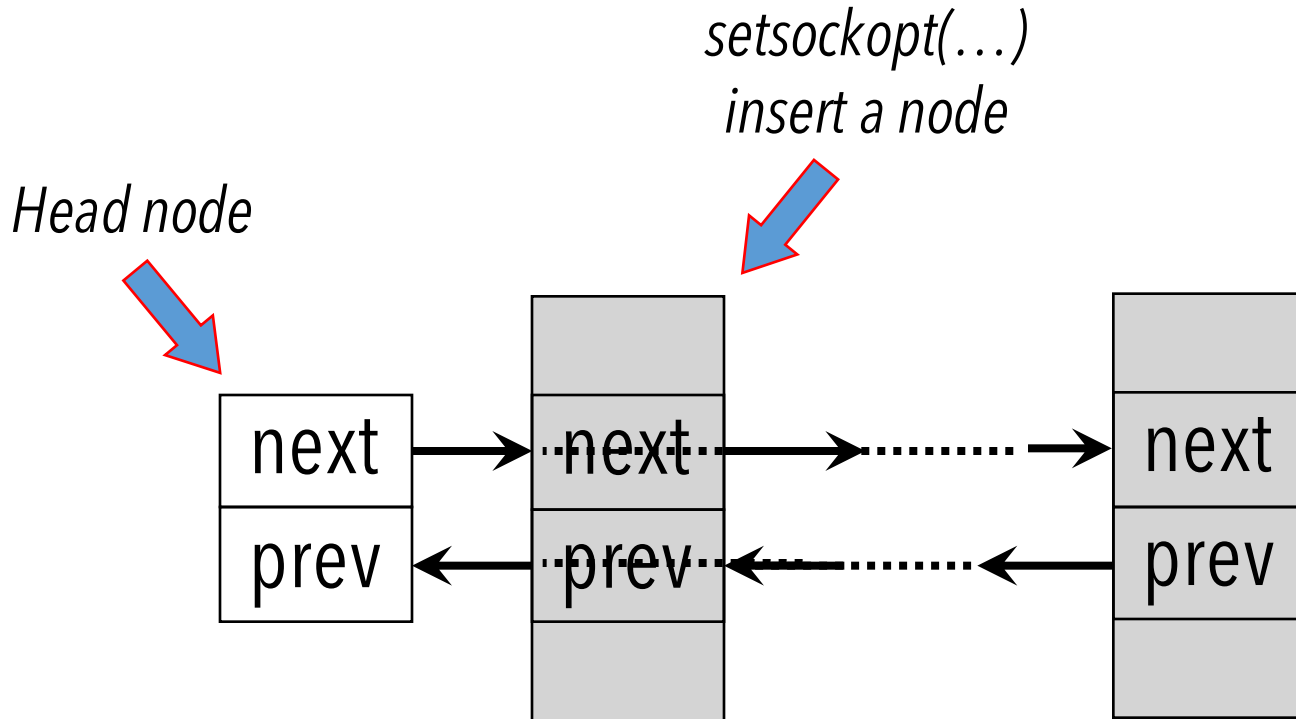 setsockopt(...)
insert a node
Head node
next
next
next
prev
prev
prev